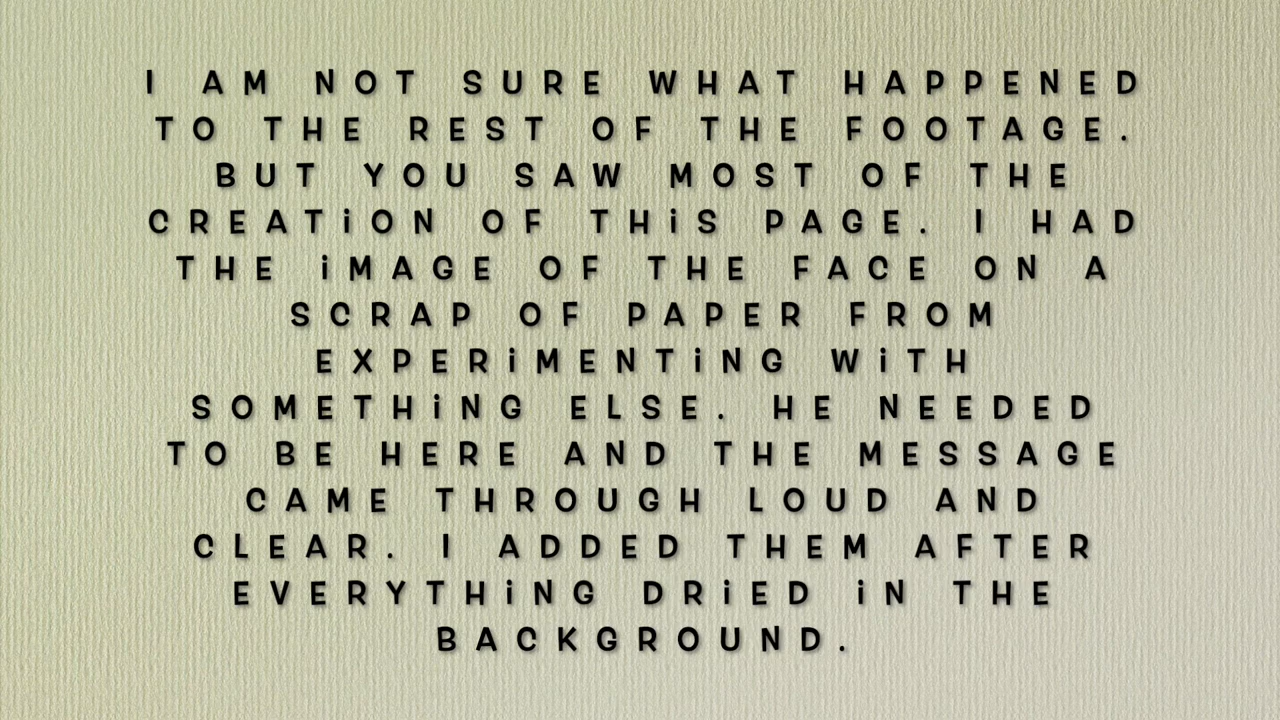 I AM NOT SURE WHAT HAPPENED
TO THE REST OF THE FOOTAGE.
BUT YOU SAW MOST OF THE
CREATiON OF THiS PAGE. I HAD
THE iMAGE OF THE FACE ON A
SCRAP OF PAPER FROM
EXPERiMENTiNG WiTH
SOMETHiNG ELSE. HE NEEDED
TO BE HERE AND THE MESSAGE
CAME THROUGH LOUD AND
CLEAR. I ADDED THEM AFTER
EVERYTHiNG DRiED iN THE
BACKGROUND.